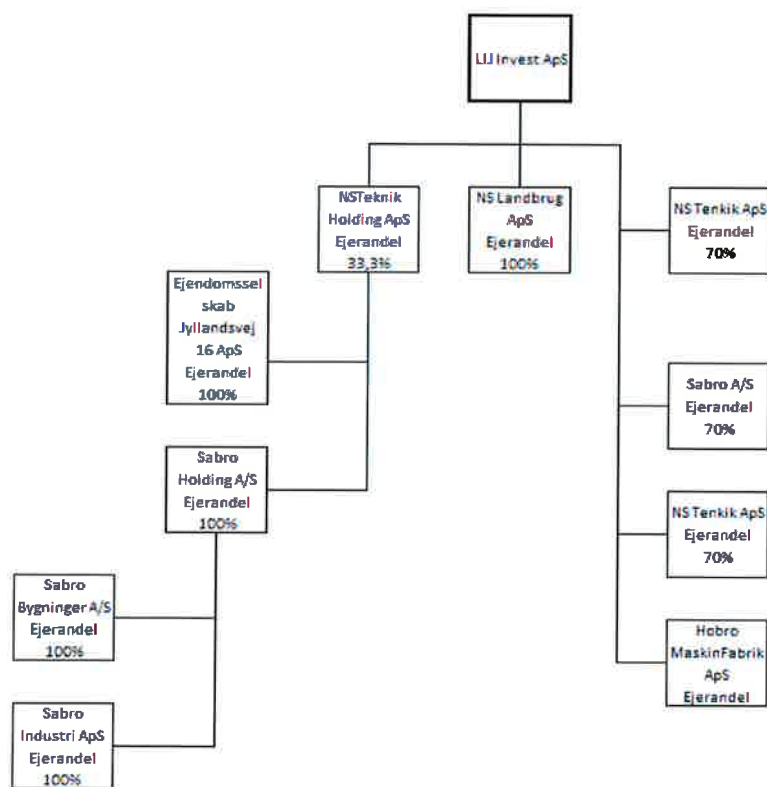 LIJ Invest ApS
NSTeknik
Holding ApS
Ejerandel
33,3%
NS Landbrug
ApS
Ejerandel
100%
NS Tenkik ApS
Ejerandel
70%
Ejendomssel
skab
Jyllandsvej
16 ApS
Ejerandel
100%
Sabro A/S
Ejerandel
70%
Sabro
Holding A/S
Ejerandel
100%
NS Tenkik ApS
Ejerandel
70%
Sabro
Bygninger A/S
Ejerandel
100%
Hobro
MaskinFabrik
ApS
Ejerandel
Sabro
Industri ApS
Ejerandel
100%